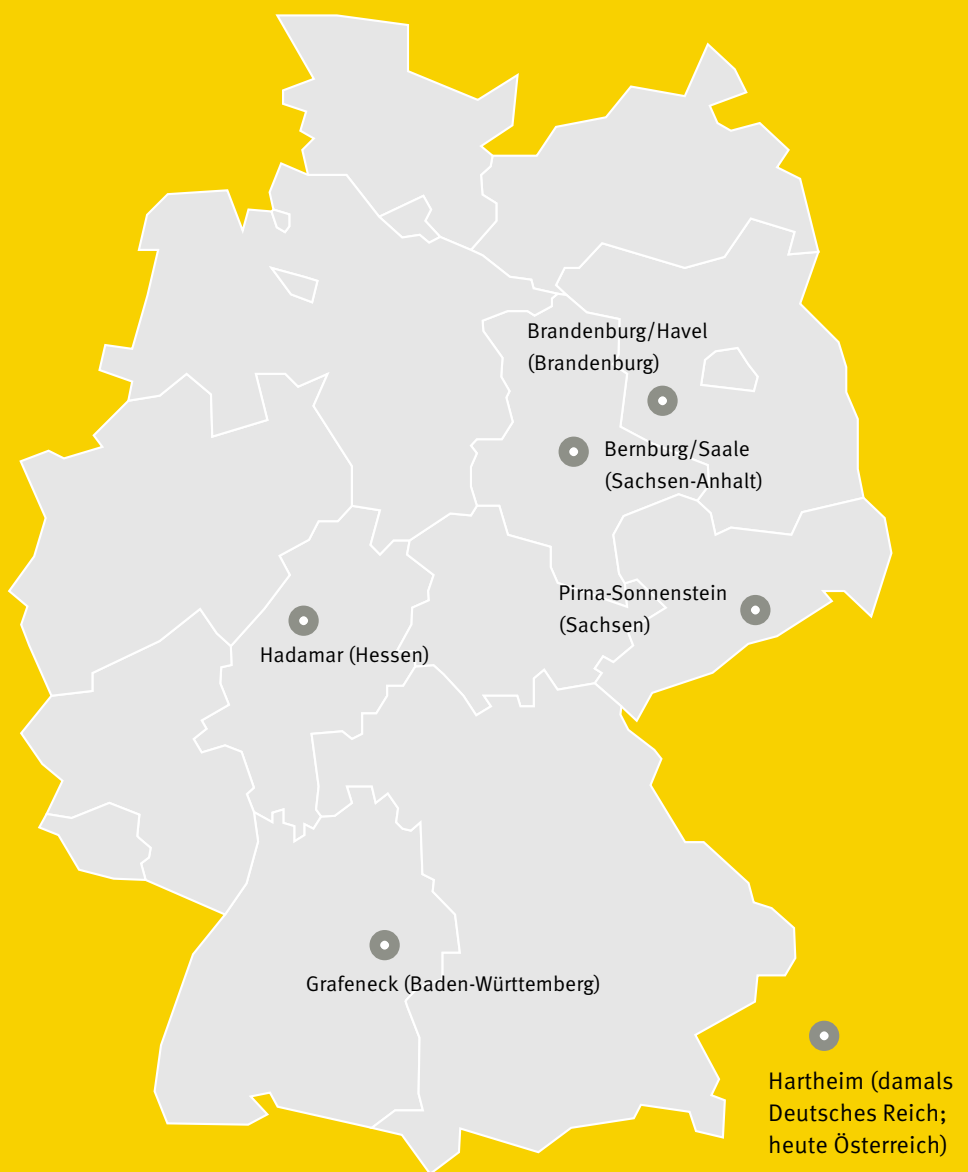 Brandenburg/Havel
(Brandenburg)
Bernburg/Saale
(Sachsen-Anhalt)
Pirna-Sonnenstein
(Sachsen)
Hadamar (Hessen)
Grafeneck (Baden-Württemberg)
Hartheim (damals
Deutsches Reich;
heute Österreich)